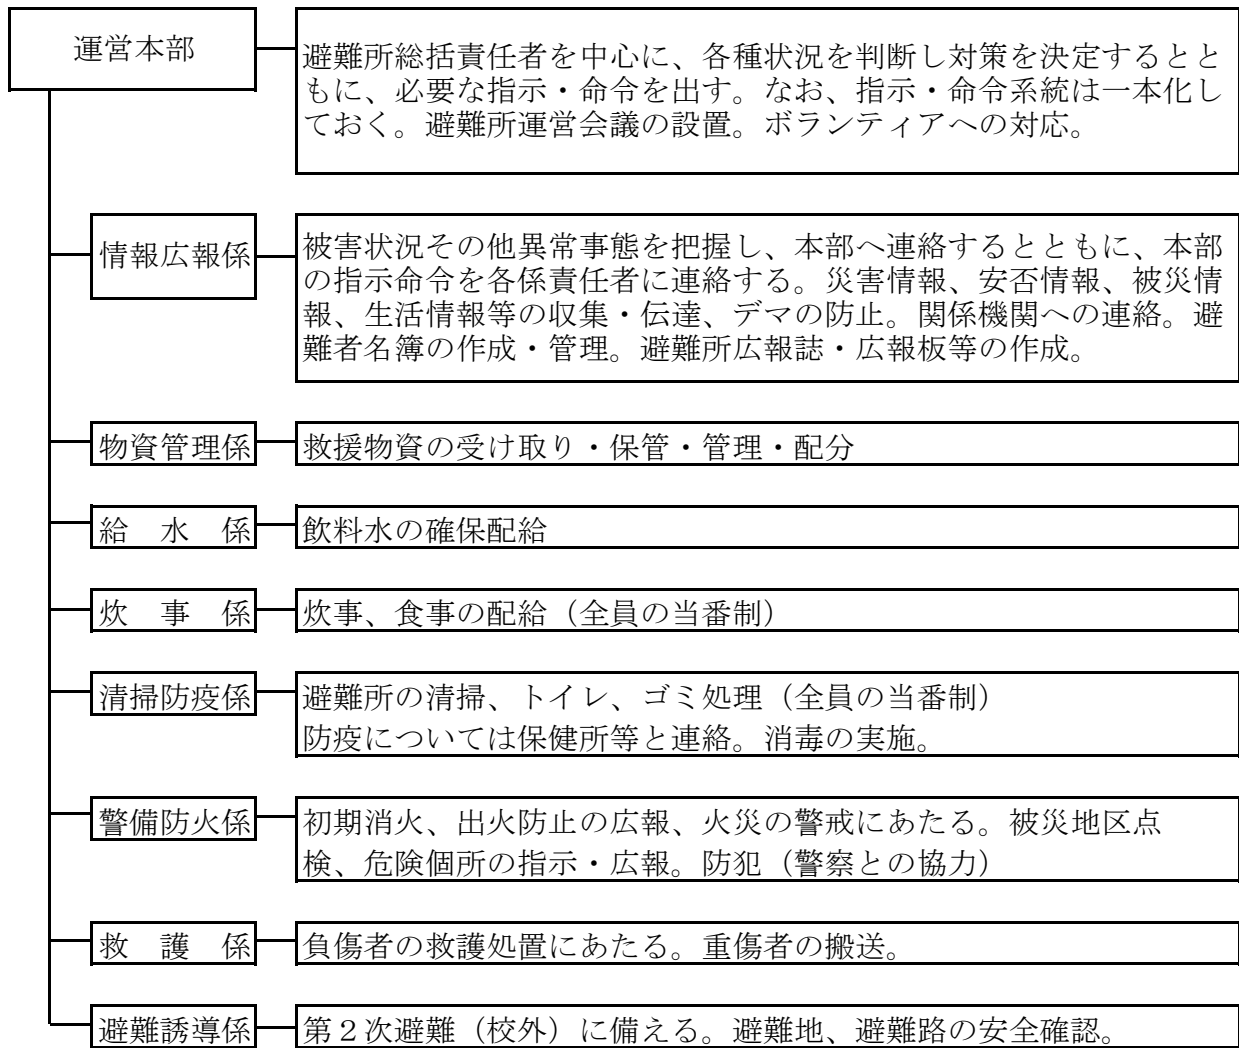 運営本部
避難所総括責任者を中心に、各種状況を判断し対策を決定するとと
もに、必要な指示・命令を出す。なお、指示・命令系統は一本化し
ておく。避難所運営会議の設置。ボランティアへの対応。
情報広報係
被害状況その他異常事態を把握し、本部へ連絡するとともに、本部
の指示命令を各係責任者に連絡する。災害情報、安否情報、被災情
報、生活情報等の収集・伝達、デマの防止。関係機関への連絡。避
難者名簿の作成・管理。避難所広報誌・広報板等の作成。
物資管理係
救援物資の受け取り・保管・管理・配分
給　水　係
飲料水の確保配給
炊　事　係
炊事、食事の配給（全員の当番制）
清掃防疫係
避難所の清掃、トイレ、ゴミ処理（全員の当番制）
防疫については保健所等と連絡。消毒の実施。
警備防火係
初期消火、出火防止の広報、火災の警戒にあたる。被災地区点
検、危険個所の指示・広報。防犯（警察との協力）
救　護　係
負傷者の救護処置にあたる。重傷者の搬送。
避難誘導係
第２次避難（校外）に備える。避難地、避難路の安全確認。